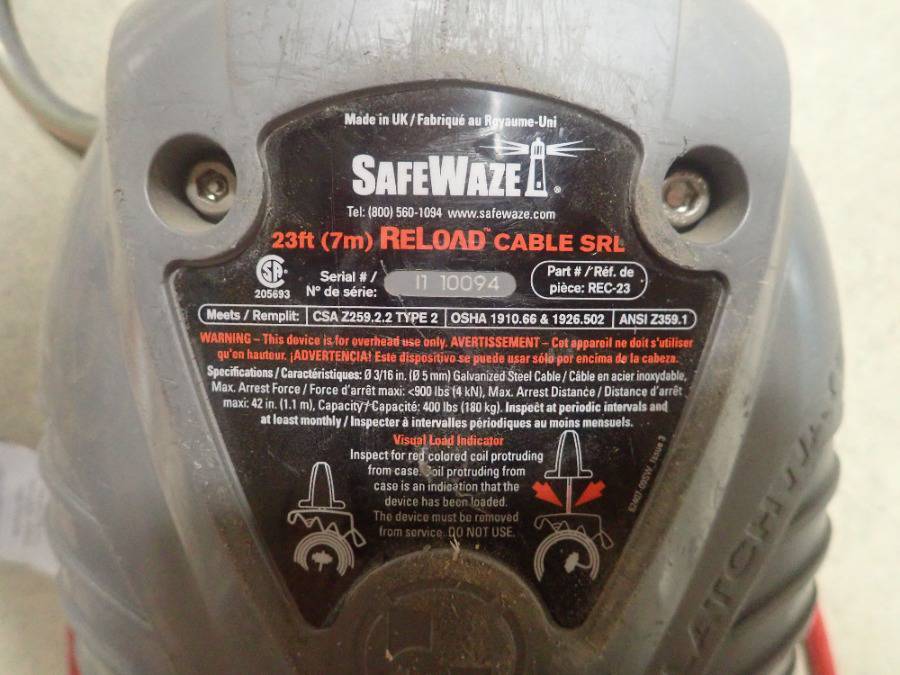 Made in UK / Fabriqué au Royaume-Uni
SAFEWAZE
Tel: (800) 560-1094 www.safewaze.com
23ft (7m) RELOAD™ CABLE SRL
205693
Serial # /
N° de série:
I1 10094
Part # / Réf. de
pièce: REC-23
Meets / Remplit: CSA Z259.2.2 TYPE 2 OSHA 1910.66 & 1926.502 ANSI Z359.1
WARNING – This device is for overhead use only. AVERTISSEMENT – Cet appareil ne doit s'utiliser
qu'en hauteur. ¡ADVERTENCIA! Este dispositivo se puede usar sólo por encima de la cabeza.
Specifications / Caractéristiques: Ø 3/16 in. (Ø 5 mm) Galvanized Steel Cable / Câble en acier inoxydable,
Max. Arrest Force / Force d'arrêt maxi: <900 lbs (4 kN), Max. Arrest Distance / Distance d'arrêt
maxi: 42 in. (1.1 m), Capacity / Capacité: 400 lbs (180 kg). Inspect at periodic intervals and
at least monthly / Inspecter à intervalles périodiques au moins mensuels.
Visual Load Indicator
Inspect for red colored coil protruding
from case. Coil protruding from
case is an indication that the
device has been loaded.
The device must be removed
from service. DO NOT USE.